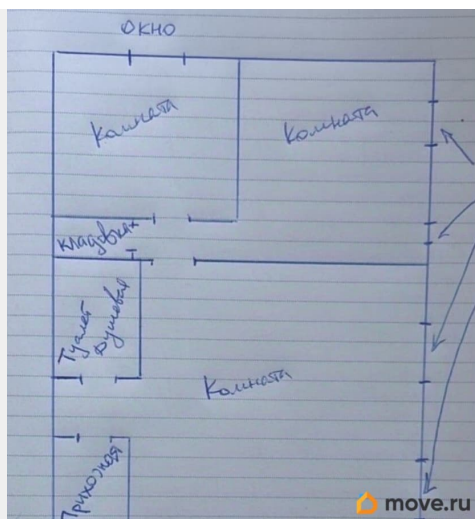 окно
Комната
Комната
кладовка
Туалет
душевая
Комната
Прихожая
move.ru